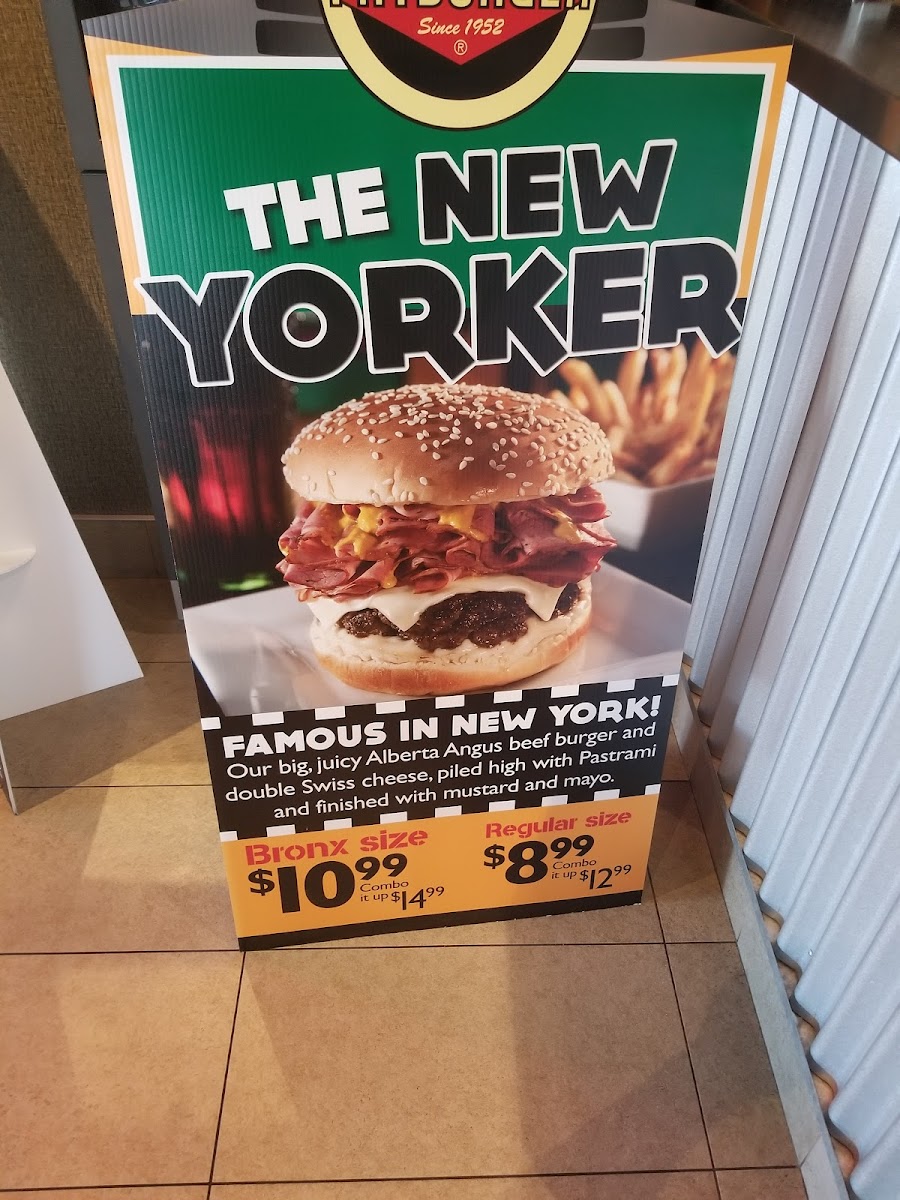 Since 1952
®
THE NEW
YORKER
FAMOUS IN NEW YORK!
Our big, juicy Alberta Angus beef burger and
double Swiss cheese, piled high with Pastrami
and finished with mustard and mayo.
Bronx size
$10.99
Combo
it up $14.99
Regular size
$8.99
Combo
it up $12.99